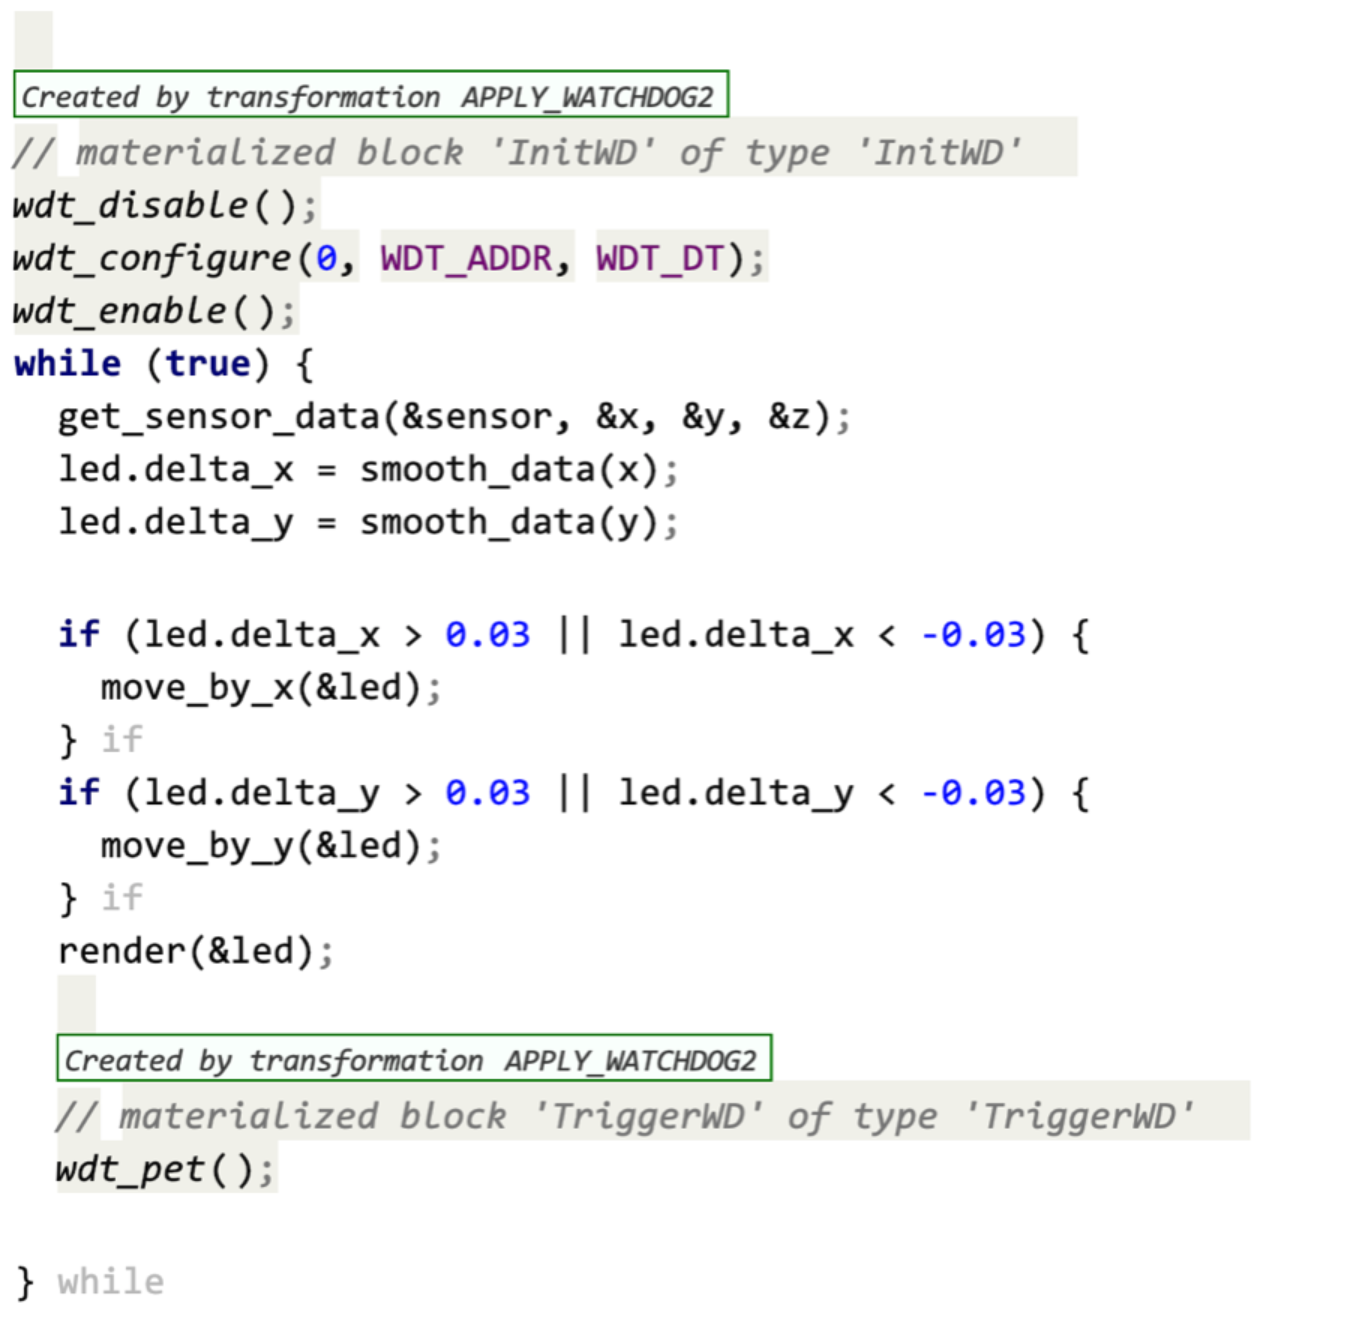 Created by transformation APPLY_WATCHDOG2
// materialized block 'InitWD' of type 'InitWD'
wdt_disable();
wdt_configure(0, WDT_ADDR, WDT_DT);
wdt_enable();
while (true) {
get_sensor_data(&sensor, &x, &y, &z);
led.delta_x = smooth_data(x);
led.delta_y = smooth_data(y);
if (led.delta_x > 0.03 || led.delta_x < -0.03) {
move_by_x(&led);
} if
if (led.delta_y > 0.03 || led.delta_y < -0.03) {
move_by_y(&led);
} if
render(&led);
Created by transformation APPLY_WATCHDOG2
// materialized block 'TriggerWD' of type 'TriggerWD'
wdt_pet();
} while